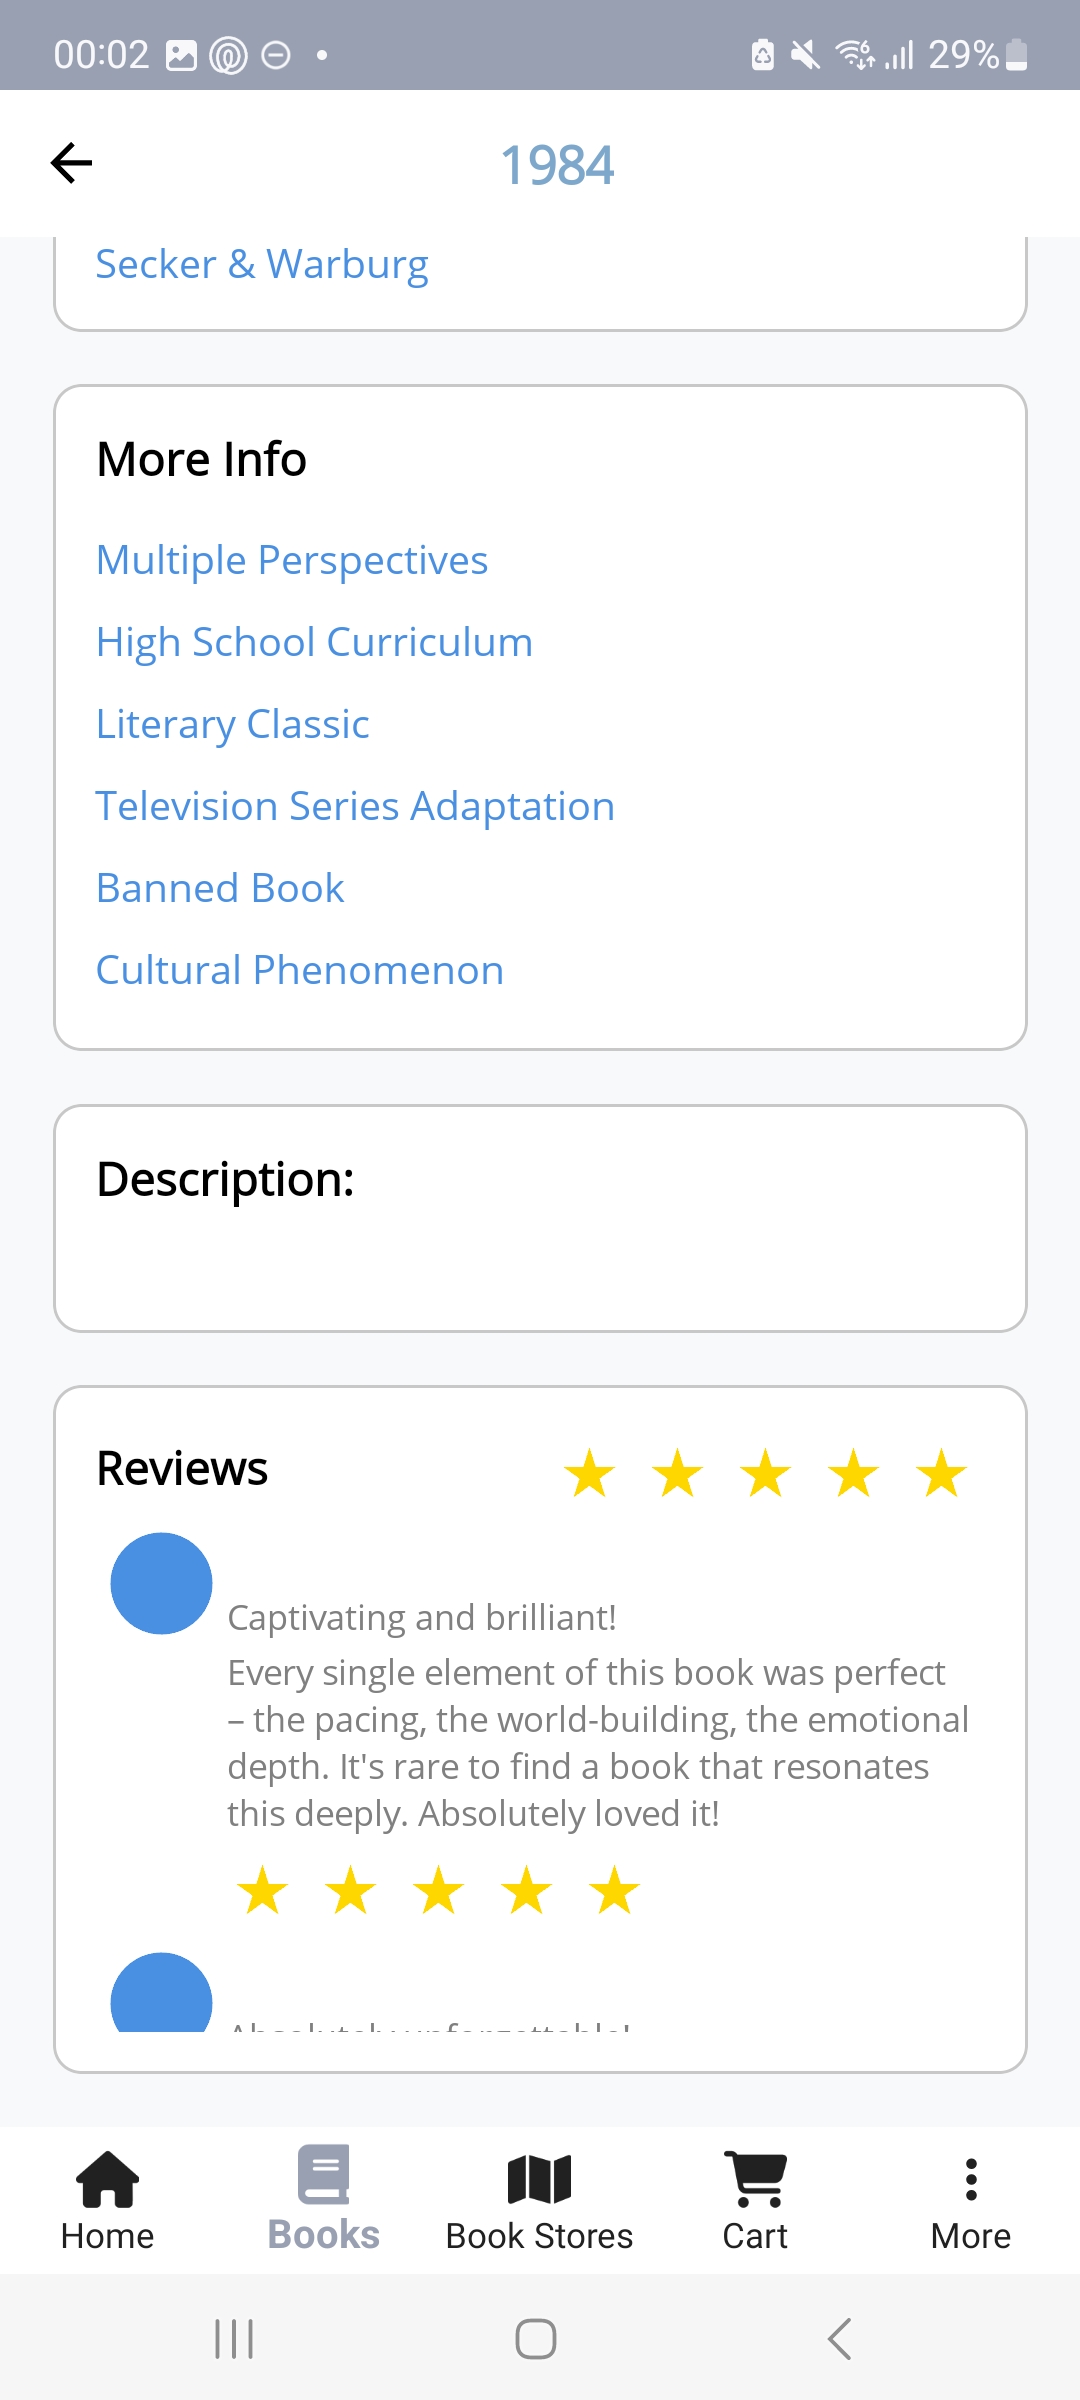 00:02
29%
1984
Secker & Warburg
More Info
Multiple Perspectives
High School Curriculum
Literary Classic
Television Series Adaptation
Banned Book
Cultural Phenomenon
Description:
Reviews
Captivating and brilliant!
Every single element of this book was perfect
– the pacing, the world-building, the emotional
depth. It's rare to find a book that resonates
this deeply. Absolutely loved it!
Absolutely unforgettable!
Home
Books
Book Stores
Cart
More